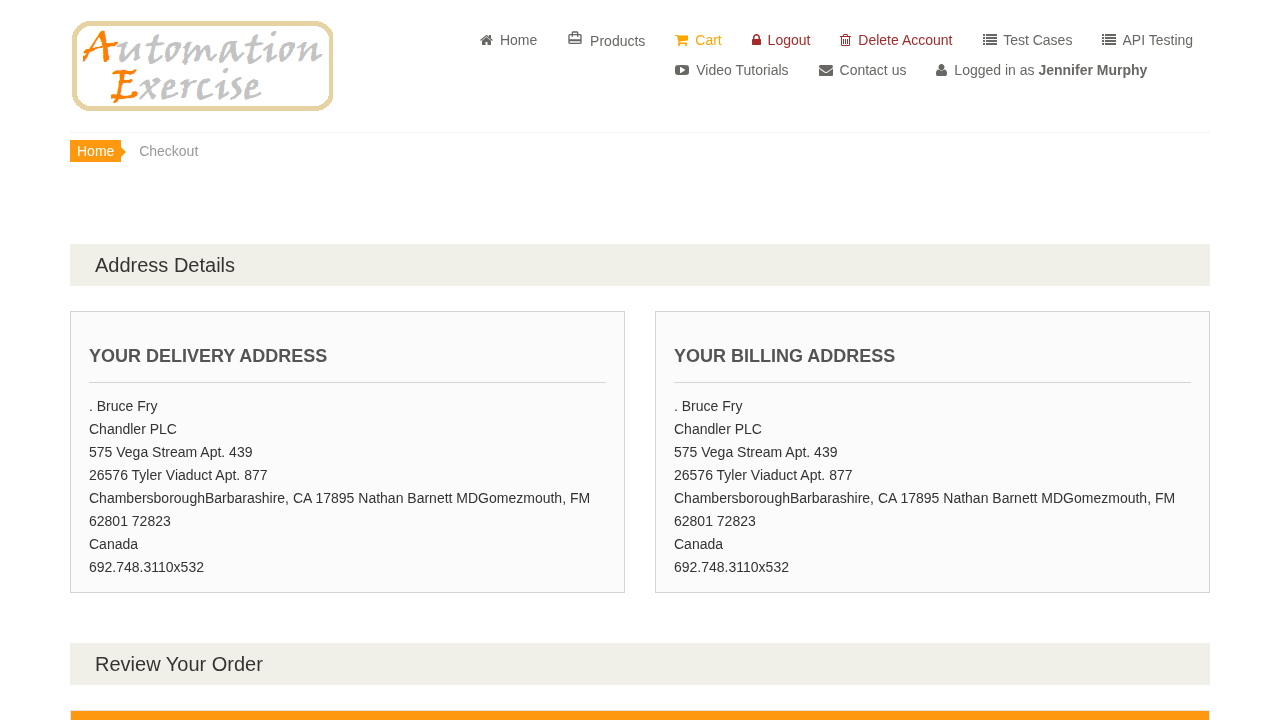 Automation
Exercise
Home
Products
Cart
Logout
Delete Account
Test Cases
API Testing
Video Tutorials
Contact us
Logged in as Jennifer Murphy
Home
Checkout
Address Details
YOUR DELIVERY ADDRESS
. Bruce Fry
Chandler PLC
575 Vega Stream Apt. 439
26576 Tyler Viaduct Apt. 877
ChambersboroughBarbarashire, CA 17895 Nathan Barnett MDGomezmouth, FM
62801 72823
Canada
692.748.3110x532
YOUR BILLING ADDRESS
. Bruce Fry
Chandler PLC
575 Vega Stream Apt. 439
26576 Tyler Viaduct Apt. 877
ChambersboroughBarbarashire, CA 17895 Nathan Barnett MDGomezmouth, FM
62801 72823
Canada
692.748.3110x532
Review Your Order